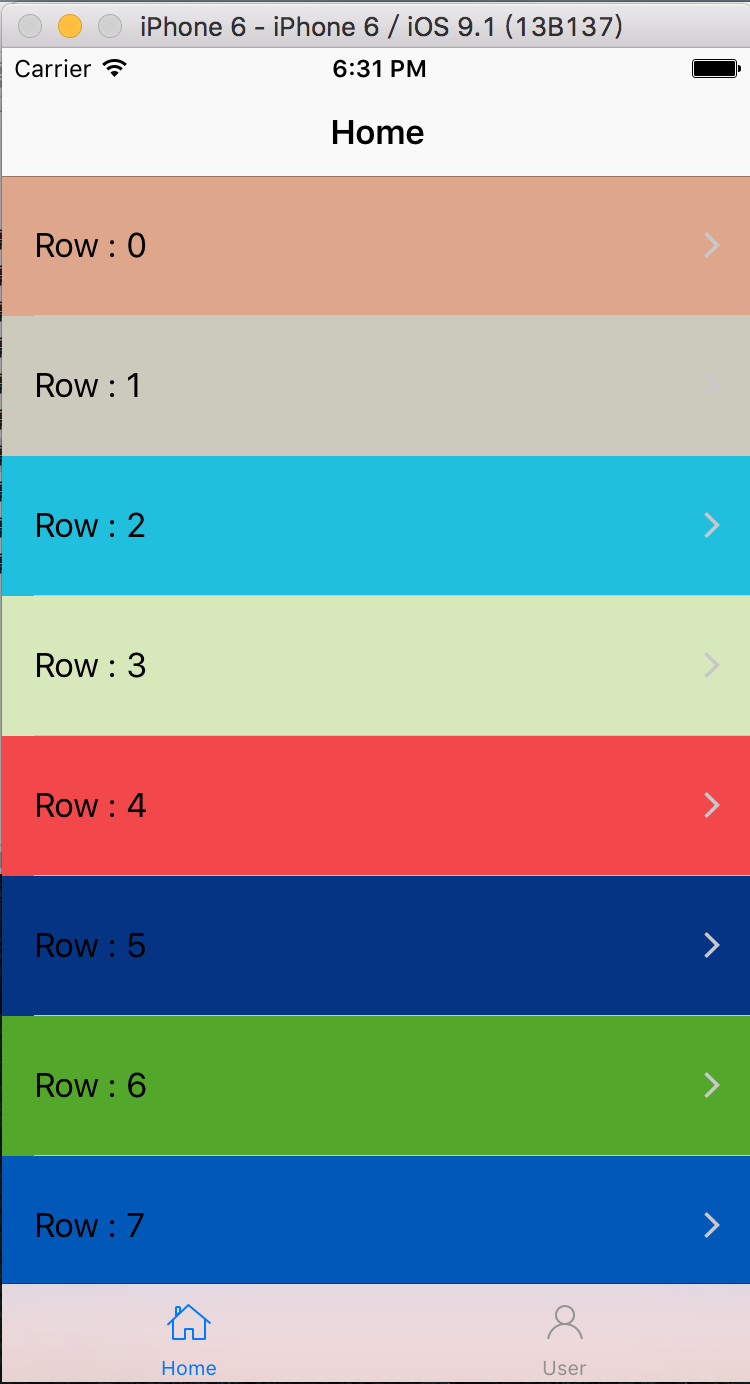 iPhone 6 - iPhone 6 / iOS 9.1 (13B137)
Carrier 6:31 PM
Home
Row : 0
Row : 1
Row : 2
Row : 3
Row : 4
Row : 5
Row : 6
Row : 7
Home User